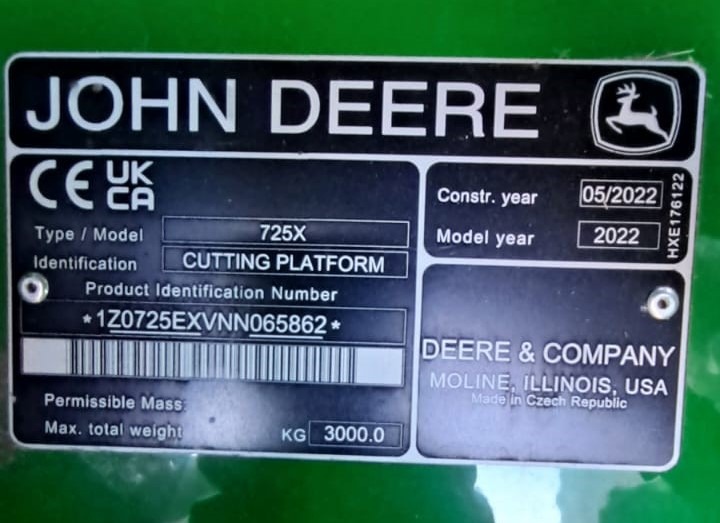 JOHN DEERE
CE UK
CA
Type / Model 725X
Identification CUTTING PLATFORM
Product Identification Number
*1Z0725EXVNN065862*
Permissible Mass:
Max. total weight KG 3000.0
Constr. year 05/2022
Model year 2022
HXE176122
DEERE & COMPANY
MOLINE, ILLINOIS, USA
Made in Czech Republic